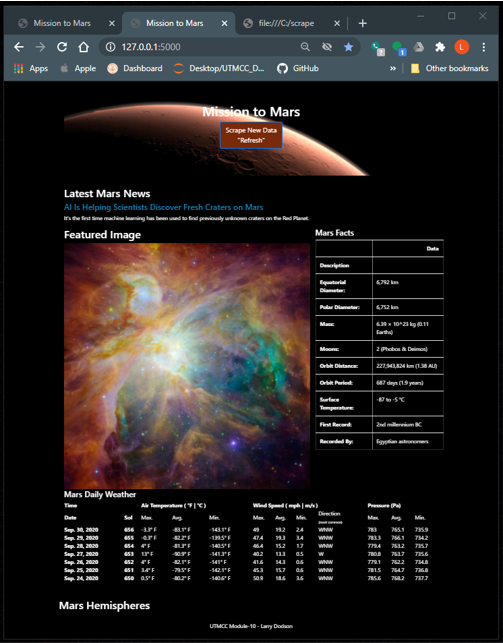 Mission to Mars
Mission to Mars
file:///C:/scrape
127.0.0.1:5000
L
Apps Apple Dashboard Desktop/UTMCC_D... GitHub » Other bookmarks
Mission to Mars
Scrape New Data
"Refresh"
Latest Mars News
AI Is Helping Scientists Discover Fresh Craters on Mars
It's the first time machine learning has been used to find previously unknown craters on the Red Planet.
Featured Image
Mars Facts
Data
Description
Equatorial Diameter: 6,792 km
Polar Diameter: 6,752 km
Mass: 6.39 × 10^23 kg (0.11 Earths)
Moons: 2 (Phobos & Deimos)
Orbit Distance: 227,943,824 km (1.38 AU)
Orbit Period: 687 days (1.9 years)
Surface Temperature: -87 to -5 °C
First Record: 2nd millennium BC
Recorded By: Egyptian astronomers
Mars Daily Weather
Time Air Temperature ( °F | °C ) Wind Speed ( mph | m/s ) Pressure (Pa)
Date Sol Max. Avg. Min. Max. Avg. Min. Direction Max. Avg. Min.
Sep. 30, 2020 656 -3.3° F -83.1° F -143.1° F 49 19.2 2.4 WNW 783 765.1 735.9
Sep. 29, 2020 655 -0.3° F -82.2° F -139.5° F 47.4 19.3 3.4 WNW 783.3 766.1 734.2
Sep. 28, 2020 654 4° F -81.3° F -140.5° F 46.4 15.2 1.7 WNW 779.4 763.2 735.7
Sep. 27, 2020 653 13° F -90.9° F -141.3° F 40.2 13.3 0.5 W 780.8 763.7 735.6
Sep. 26, 2020 652 4° F -82.1° F -141° F 41.6 14.3 0.6 WNW 779.1 762.2 734.8
Sep. 25, 2020 651 3.4° F -79.5° F -142.1° F 45.3 15.7 0.6 WNW 781.5 764.7 736.8
Sep. 24, 2020 650 0.5° F -80.2° F -140.6° F 50.9 18.6 3.6 WNW 785.6 768.2 737.7
Mars Hemispheres
UTMCC Module-10 - Larry Dodson